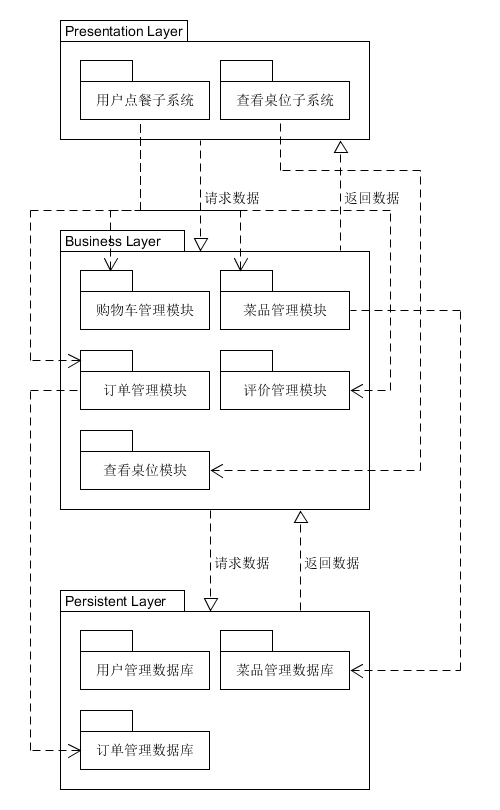 Presentation Layer
用户点餐子系统
查看桌位子系统
请求数据
返回数据
Business Layer
购物车管理模块
菜品管理模块
订单管理模块
评价管理模块
查看桌位模块
请求数据
返回数据
Persistent Layer
用户管理数据库
菜品管理数据库
订单管理数据库